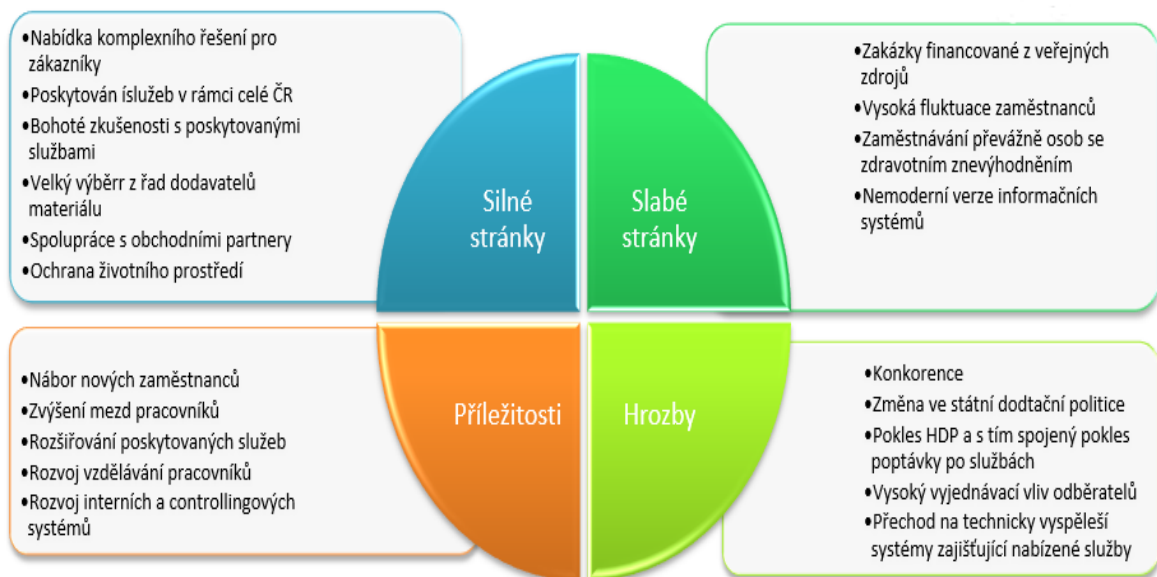 •Nabídka komplexního řešení pro
zákazníky
•Poskytován íslužeb v rámci celé ČR
•Bohoté zkušenosti s poskytovanými
službami
•Velký výběrr z řad dodavatelů
materiálu
•Spolupráce s obchodními partnery
•Ochrana životního prostředí
Silné
stránky
Slabé
stránky
•Zakázky financované z veřejných
zdrojů
•Vysoká fluktuace zaměstnanců
•Zaměstnávání převážně osob se
zdravotním znevýhodněním
•Nemoderní verze informačních
systémů
•Nábor nových zaměstnanců
•Zvýšení mezd pracovníků
•Rozšiřování poskytovaných služeb
•Rozvoj vzdělávání pracovníků
•Rozvoj interních a controllingových
systémů
Příležitosti
Hrozby
•Konkorence
•Změna ve státní dodtační politice
•Pokles HDP a s tím spojený pokles
poptávky po službách
•Vysoký vyjednávací vliv odběratelů
•Přechod na technicky vyspěleší
systémy zajišťující nabízené služby